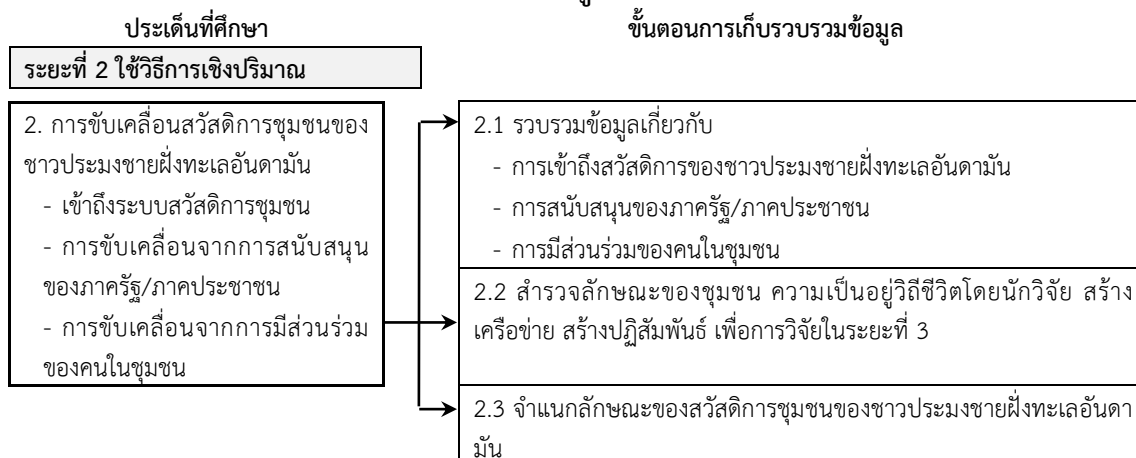 ประเด็นที่ศึกษา
ขั้นตอนการเก็บรวบรวมข้อมูล
ระยะที่ 2 ใช้วิธีการเชิงปริมาณ
2. การขับเคลื่อนสวัสดิการชุมชนของ
ชาวประมงชายฝั่งทะเลอันดามัน
- เข้าถึงระบบสวัสดิการชุมชน
- การขับเคลื่อนจากการสนับสนุน
ของภาครัฐ/ภาคประชาชน
- การขับเคลื่อนจากการมีส่วนร่วม
ของคนในชุมชน
2.1 รวบรวมข้อมูลเกี่ยวกับ
- การเข้าถึงสวัสดิการของชาวประมงชายฝั่งทะเลอันดามัน
- การสนับสนุนของภาครัฐ/ภาคประชาชน
- การมีส่วนร่วมของคนในชุมชน
2.2 สำรวจลักษณะของชุมชน ความเป็นอยู่วิถีชีวิตโดยนักวิจัย สร้าง
เครือข่าย สร้างปฏิสัมพันธ์ เพื่อการวิจัยในระยะที่ 3
2.3 จำแนกลักษณะของสวัสดิการชุมชนของชาวประมงชายฝั่งทะเลอันดา
มัน